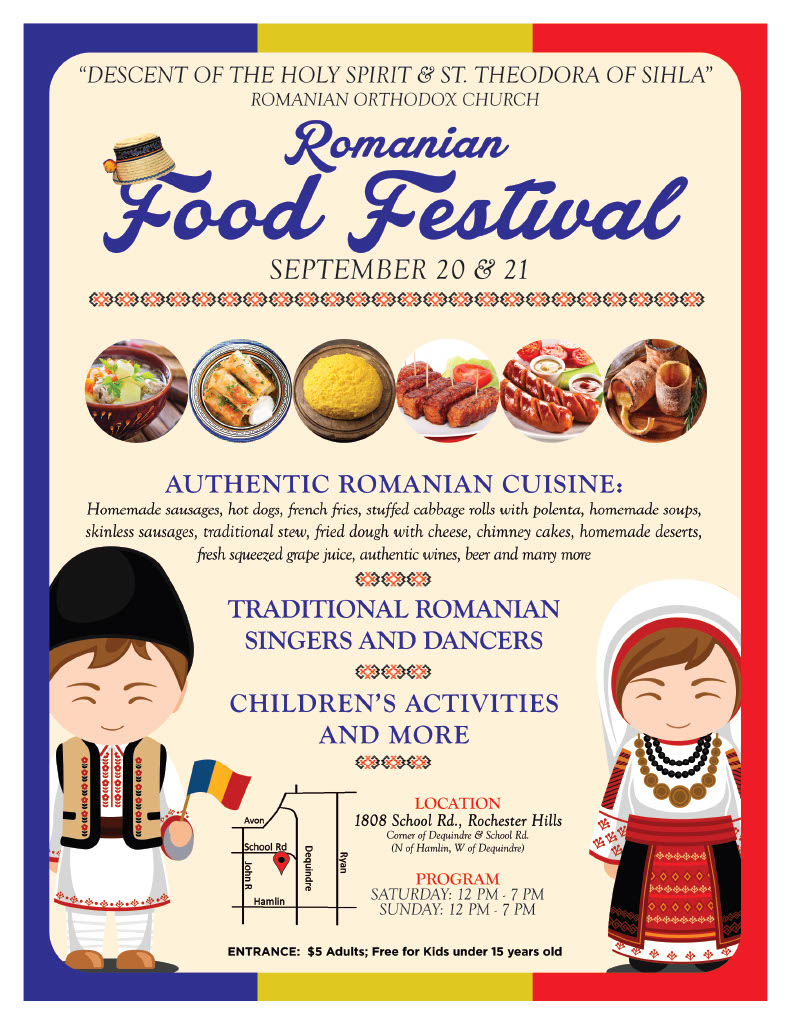 “DESCENT OF THE HOLY SPIRIT & ST. THEODORA OF SIHLA”
ROMANIAN ORTHODOX CHURCH
Romanian
Food Festival
SEPTEMBER 20 & 21
AUTHENTIC ROMANIAN CUISINE:
Homemade sausages, hot dogs, french fries, stuffed cabbage rolls with polenta, homemade soups,
skinless sausages, traditional stew, fried dough with cheese, chimney cakes, homemade deserts,
fresh squeezed grape juice, authentic wines, beer and many more
TRADITIONAL ROMANIAN
SINGERS AND DANCERS
CHILDREN’S ACTIVITIES
AND MORE
Avon
School Rd
John R
Dequindre
Ryan
Hamlin
LOCATION
1808 School Rd., Rochester Hills
Corner of Dequindre & School Rd.
(N of Hamlin, W of Dequindre)
PROGRAM
SATURDAY: 12 PM - 7 PM
SUNDAY: 12 PM - 7 PM
ENTRANCE: $5 Adults; Free for Kids under 15 years old